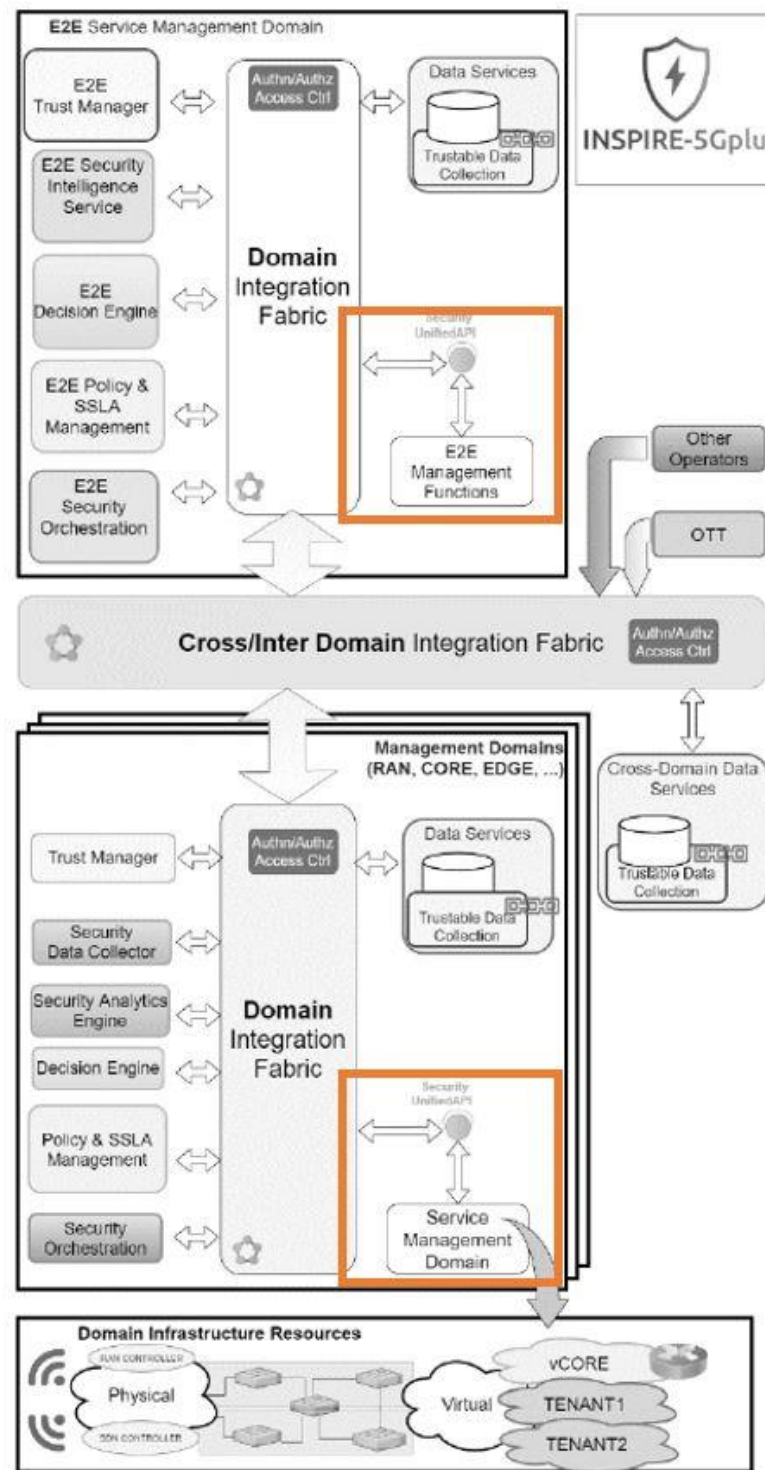 E2E Service Management Domain
E2E
Trust Manager
Authn/Authz
Access Ctrl
Data Services
Trustable Data
Collection
INSPIRE-5Gplu
E2E Security
Intelligence
Service
E2E
Decision Engine
Domain
Integration
Fabric
Security
UnifiedAPI
E2E Policy &
SSLA
Management
E2E
Management
Functions
E2E
Security
Orchestration
Other
Operators
OTT
Cross/Inter Domain Integration Fabric
Authn/Authz
Access Ctrl
Management Domains
(RAN, CORE, EDGE, ...)
Cross-Domain Data
Services
Trustable Data
Collection
Trust Manager
Authn/Authz
Access Ctrl
Data Services
Trustable Data
Collection
Security
Data Collector
Security Analytics
Engine
Decision Engine
Domain
Integration
Fabric
Security
UnifiedAPI
Policy & SSLA
Management
Security
Orchestration
Service
Management
Domain
Domain Infrastructure Resources
RAN CONTROLLER
Physical
SDN CONTROLLER
Virtual
vCORE
TENANT1
TENANT2